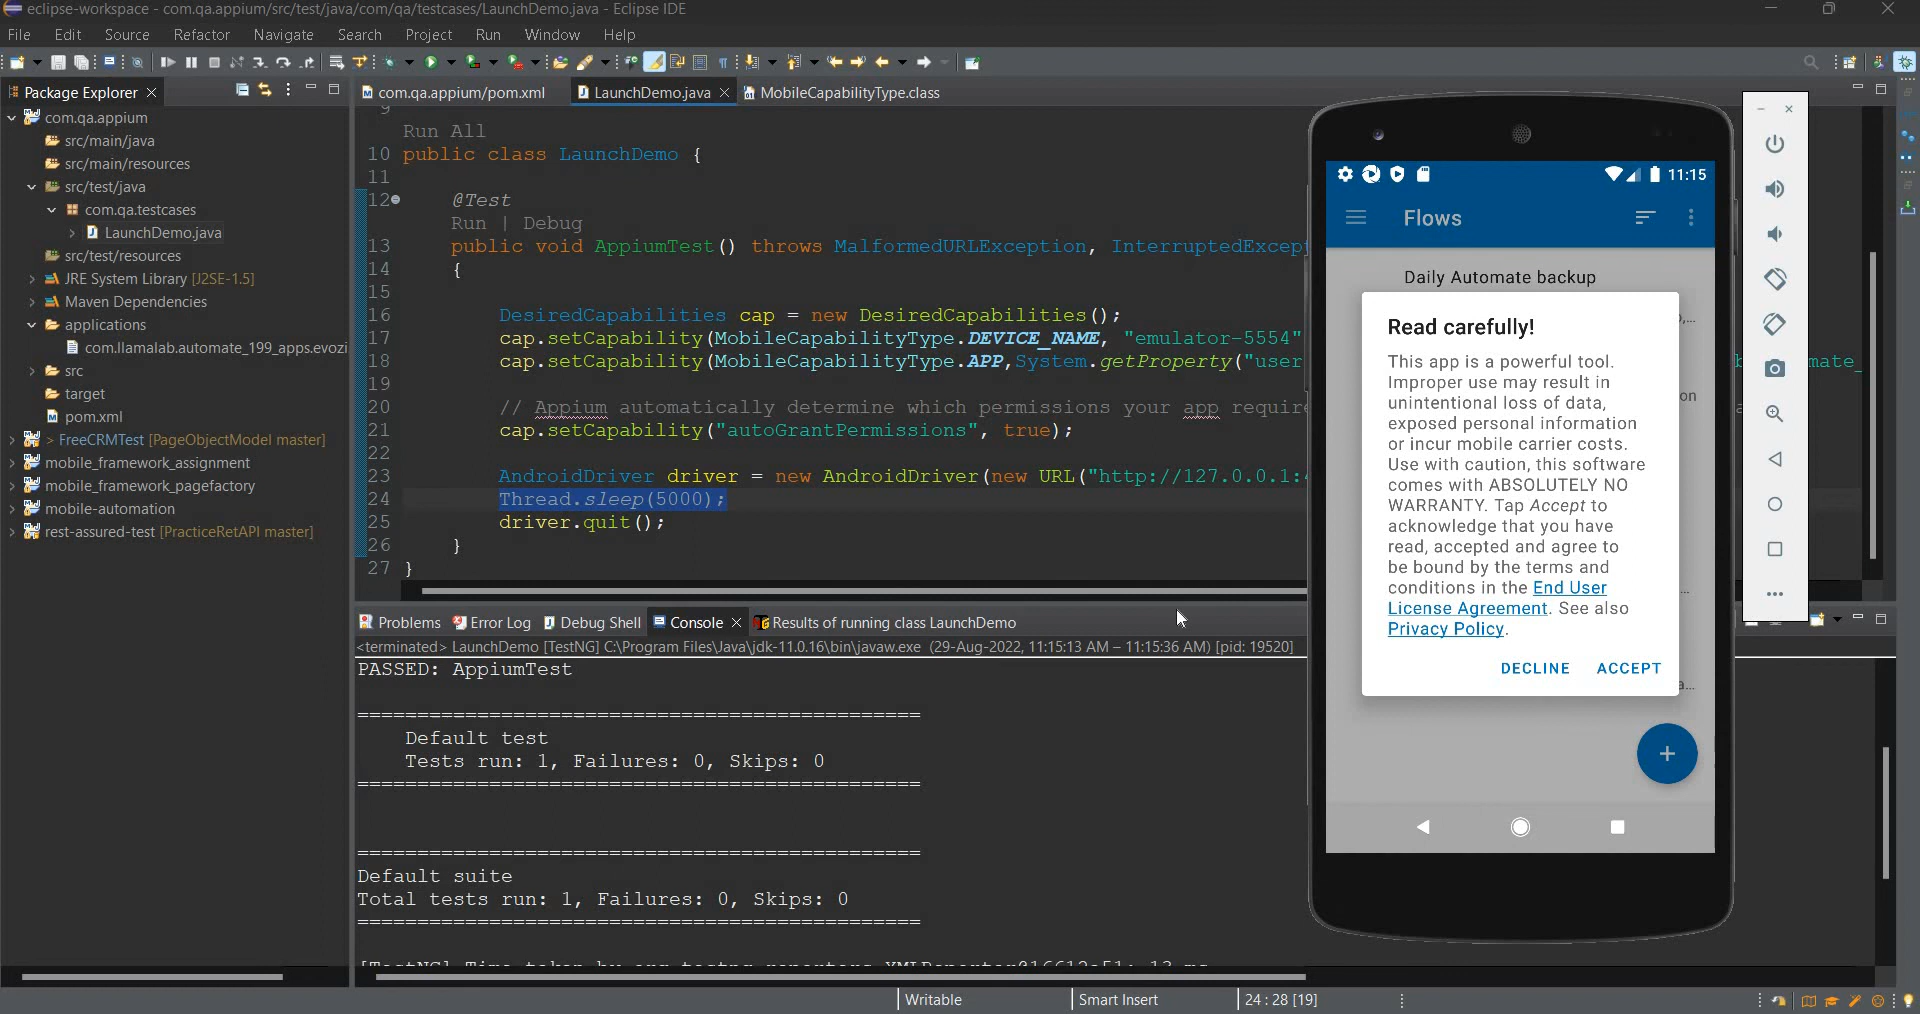 eclipse-workspace - com.qa.appium/src/test/java/com/qa/testcases/LaunchDemo.java - Eclipse IDE
File Edit Source Refactor Navigate Search Project Run Window Help
Package Explorer
com.qa.appium
src/main/java
src/main/resources
src/test/java
com.qa.testcases
LaunchDemo.java
src/test/resources
JRE System Library [J2SE-1.5]
Maven Dependencies
applications
com.llamalab.automate_199_apps.evozi
src
target
pom.xml
> FreeCRMTest [PageObjectModel master]
mobile_framework_assignment
mobile_framework_pagefactory
mobile-automation
rest-assured-test [PracticeRetAPI master]
com.qa.appium/pom.xml LaunchDemo.java MobileCapabilityType.class
9
Run All
10 public class LaunchDemo {
11
12 @Test
Run | Debug
13 public void AppiumTest() throws MalformedURLException, InterruptedExcep
14 {
15
16 DesiredCapabilities cap = new DesiredCapabilities();
17 cap.setCapability(MobileCapabilityType.DEVICE_NAME, "emulator-5554"
18 cap.setCapability(MobileCapabilityType.APP,System.getProperty("user
mate_
19
20 // Appium automatically determine which permissions your app require
21 cap.setCapability("autoGrantPermissions", true);
22
23 AndroidDriver driver = new AndroidDriver(new URL("http://127.0.0.1:
24 Thread.sleep(5000);
25 driver.quit();
26 }
27 }
Problems Error Log Debug Shell Console Results of running class LaunchDemo
<terminated> LaunchDemo [TestNG] C:\Program Files\Java\jdk-11.0.16\bin\javaw.exe (29-Aug-2022, 11:15:13 AM – 11:15:36 AM) [pid: 19520]
PASSED: AppiumTest
===============================================
Default test
Tests run: 1, Failures: 0, Skips: 0
===============================================
===============================================
Default suite
Total tests run: 1, Failures: 0, Skips: 0
===============================================
Writable Smart Insert 24 : 28 [19]
11:15
Flows
Daily Automate backup
on
Read carefully!
This app is a powerful tool.
Improper use may result in
unintentional loss of data,
exposed personal information
or incur mobile carrier costs.
Use with caution, this software
comes with ABSOLUTELY NO
WARRANTY. Tap Accept to
acknowledge that you have
read, accepted and agree to
be bound by the terms and
conditions in the End User
License Agreement. See also
Privacy Policy.
DECLINE ACCEPT